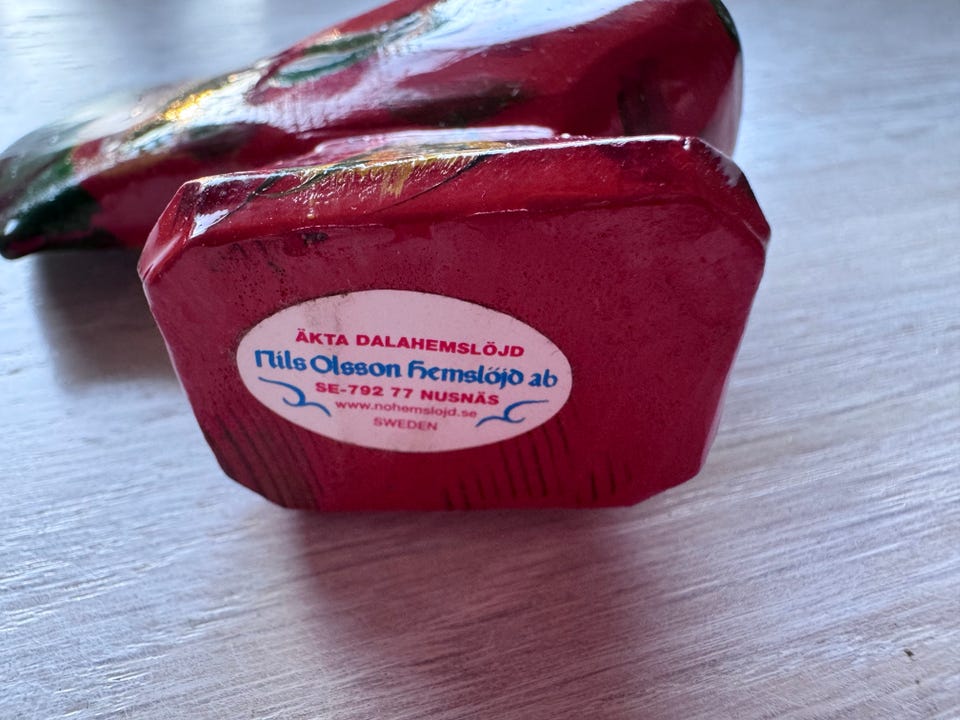 ÄKTA DALAHEMSLÖJD
Nils Olsson Hemslöjd ab
SE-792 77 NUSNÄS
www.nohemslojd.se
SWEDEN